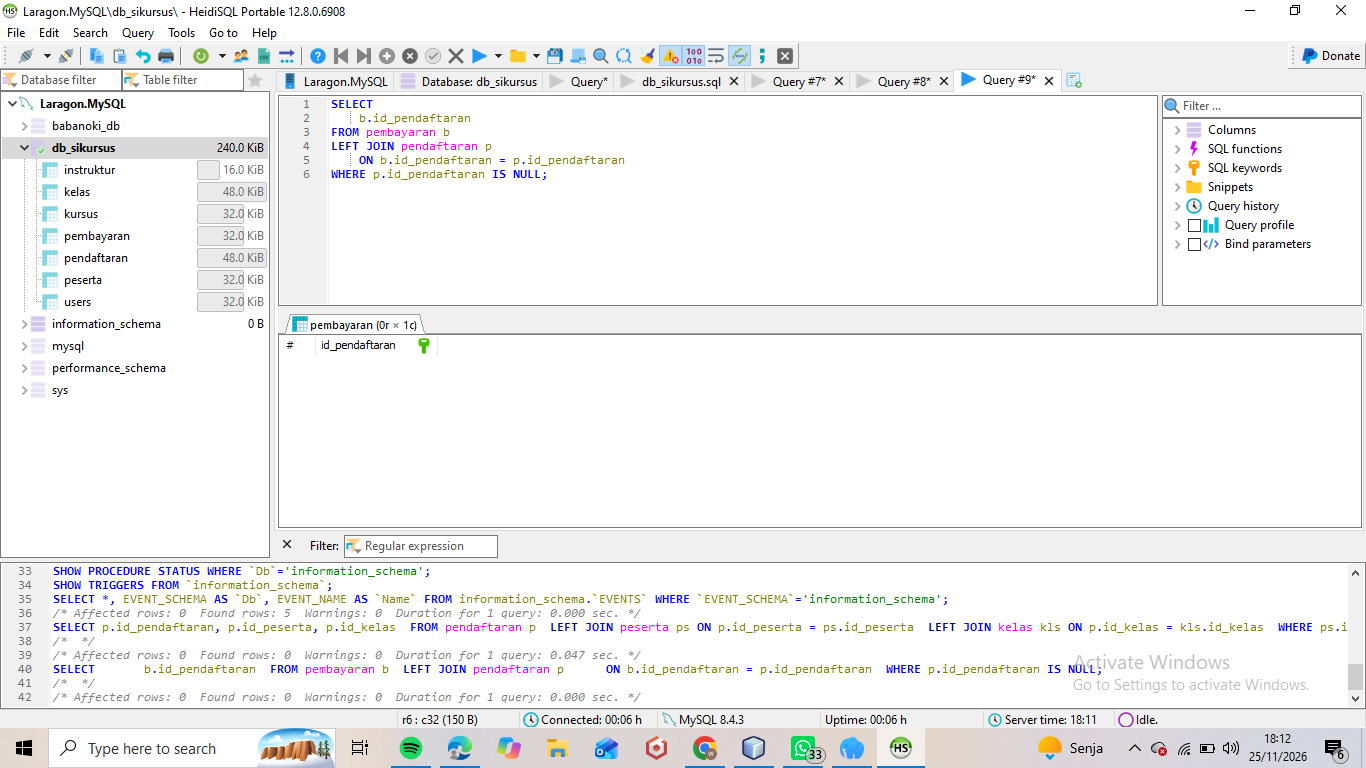 Laragon.MySQL\db_sikursus\ - HeidiSQL Portable 12.8.0.6908
File Edit Search Query Tools Go to Help
Donate
Database filter Table filter
Laragon.MySQL Database: db_sikursus Query* db_sikursus.sql Query #7* Query #8* Query #9*
Laragon.MySQL
babanoki_db
db_sikursus 240.0 KiB
instruktur 16.0 KiB
kelas 48.0 KiB
kursus 32.0 KiB
pembayaran 32.0 KiB
pendaftaran 48.0 KiB
peserta 32.0 KiB
users 32.0 KiB
information_schema 0 B
mysql
performance_schema
sys
1 SELECT
2 b.id_pendaftaran
3 FROM pembayaran b
4 LEFT JOIN pendaftaran p
5 ON b.id_pendaftaran = p.id_pendaftaran
6 WHERE p.id_pendaftaran IS NULL;
Filter ...
Columns
SQL functions
SQL keywords
Snippets
Query history
Query profile
Bind parameters
pembayaran (0r × 1c)
# id_pendaftaran
Filter: Regular expression
33 SHOW PROCEDURE STATUS WHERE `Db`='information_schema';
34 SHOW TRIGGERS FROM `information_schema`;
35 SELECT *, EVENT_SCHEMA AS `Db`, EVENT_NAME AS `Name` FROM information_schema.`EVENTS` WHERE `EVENT_SCHEMA`='information_schema';
36 /* Affected rows: 0 Found rows: 5 Warnings: 0 Duration for 1 query: 0.000 sec. */
37 SELECT p.id_pendaftaran, p.id_peserta, p.id_kelas FROM pendaftaran p LEFT JOIN peserta ps ON p.id_peserta = ps.id_peserta LEFT JOIN kelas kls ON p.id_kelas = kls.id_kelas WHERE ps.i
38 /* */
39 /* Affected rows: 0 Found rows: 0 Warnings: 0 Duration for 1 query: 0.047 sec. */
40 SELECT b.id_pendaftaran FROM pembayaran b LEFT JOIN pendaftaran p ON b.id_pendaftaran = p.id_pendaftaran WHERE p.id_pendaftaran IS NULL;
41 /* */
42 /* Affected rows: 0 Found rows: 0 Warnings: 0 Duration for 1 query: 0.000 sec. */
Activate Windows
Go to Settings to activate Windows.
r6 : c32 (150 B) Connected: 00:06 h MySQL 8.4.3 Uptime: 00:06 h Server time: 18:11 Idle.
Type here to search
33
HS
Senja
18:12
25/11/2026
6